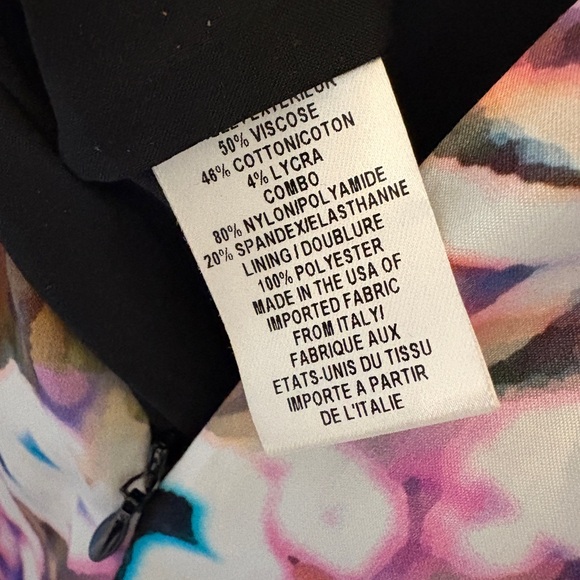 50% VISCOSE
46% COTTON/COTON
4% LYCRA
COMBO
80% NYLON/POLYAMIDE
20% SPANDEX/ELASTHANNE
LINING / DOUBLURE
100% POLYESTER
MADE IN THE USA OF
IMPORTED FABRIC
FROM ITALY/
FABRIQUE AUX
ETATS-UNIS DU TISSU
IMPORTE A PARTIR
DE L'ITALIE